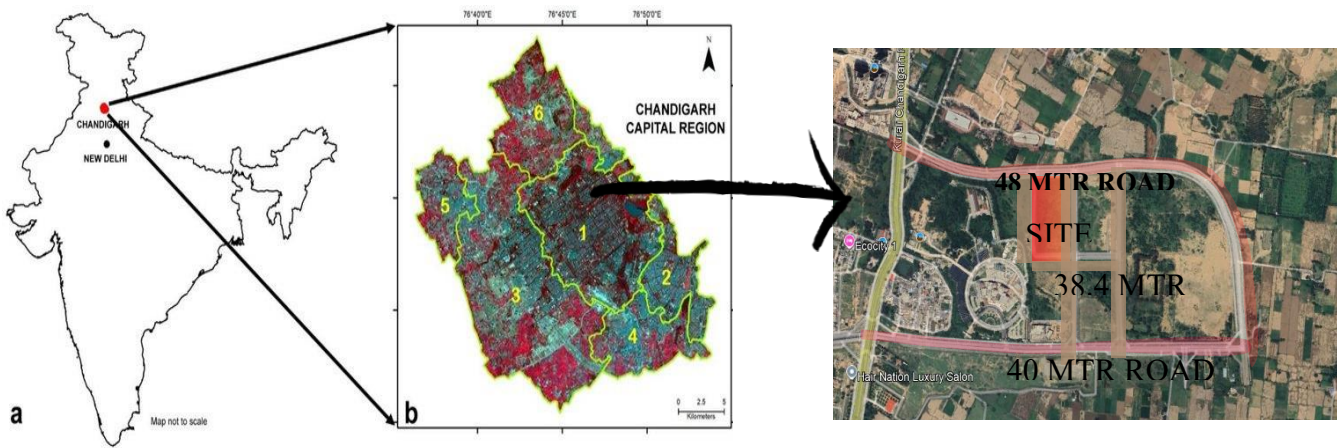 CHANDIGARH
NEW DELHI
Map not to scale
a
76°40'0"E 76°45'0"E 76°50'0"E
N
CHANDIGARH
CAPITAL REGION
6
5
1
2
3
4
0 2.5 5
Kilometers
b
Kurali Chandigarh
48 MTR ROAD
SITE
Ecocity 1
38.4 MTR
40 MTR ROAD
Hair Nation Luxury Salon